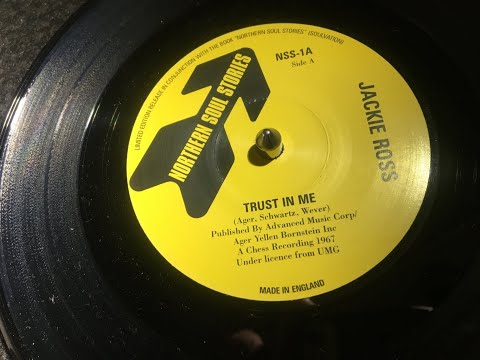 LIMITED EDITION RELEASE IN CONJUNCTION WITH THE BOOK "NORTHERN SOUL STORIES" (SOULVATION)
NSS-1A
Side A
NORTHERN SOUL STORIES
JACKIE ROSS
TRUST IN ME
(Ager, Schwartz, Wever)
Published By Advanced Music Corp/
Ager Yellen Bornstein Inc
A Chess Recording 1967
Under licence from UMG
MADE IN ENGLAND